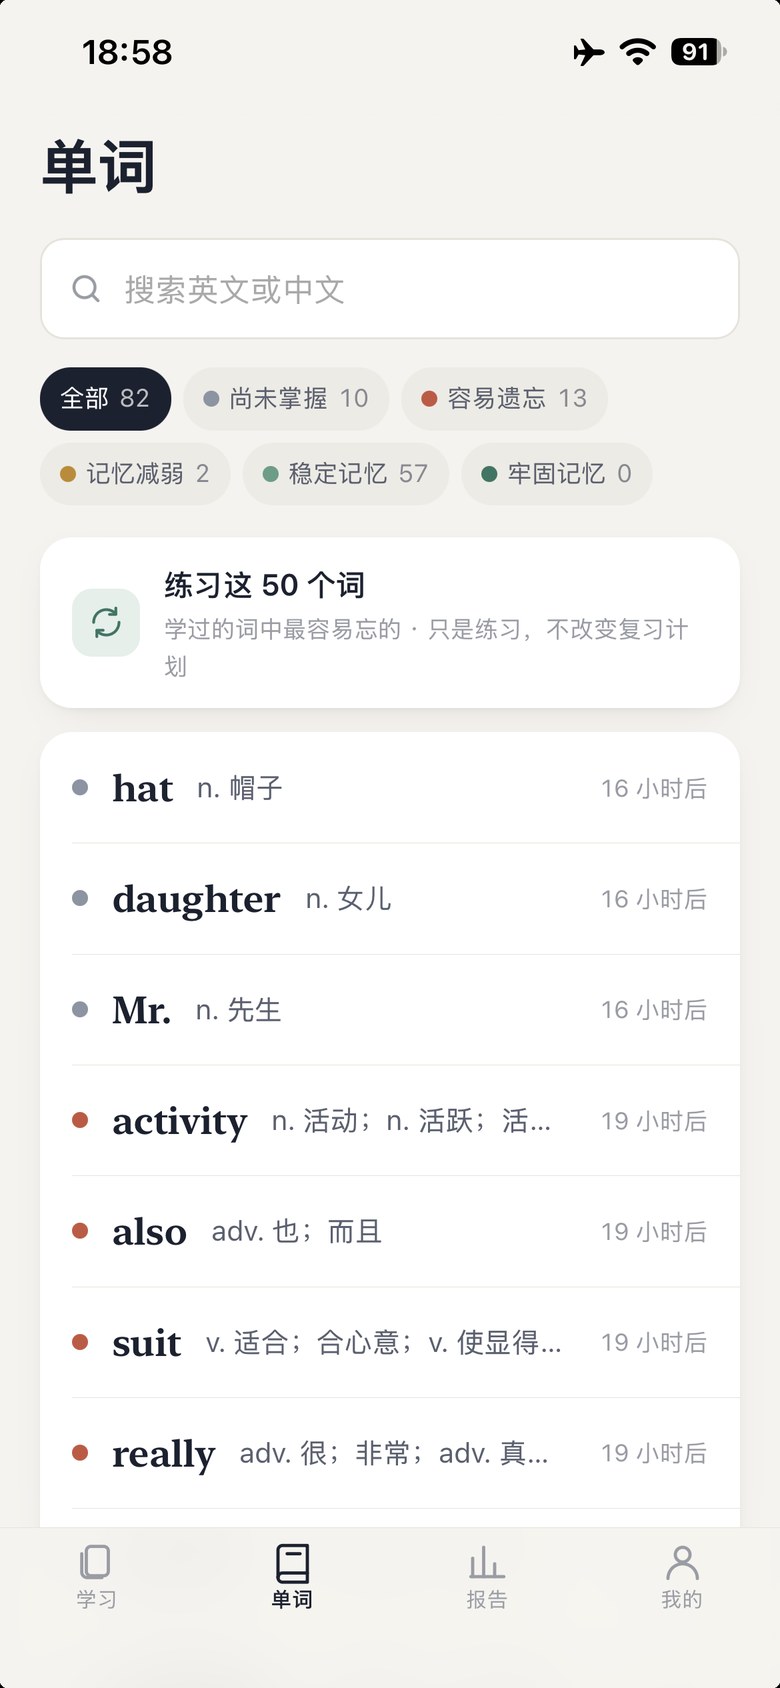 18:58
91
单词
搜索英文或中文
全部 82
尚未掌握 10
容易遗忘 13
记忆减弱 2
稳定记忆 57
牢固记忆 0
练习这 50 个词
学过的词中最容易忘的 · 只是练习，不改变复习计
划
hat n. 帽子 16 小时后
daughter n. 女儿 16 小时后
Mr. n. 先生 16 小时后
activity n. 活动；n. 活跃；活... 19 小时后
also adv. 也；而且 19 小时后
suit v. 适合；合心意；v. 使显得... 19 小时后
really adv. 很；非常；adv. 真... 19 小时后
学习
单词
报告
我的